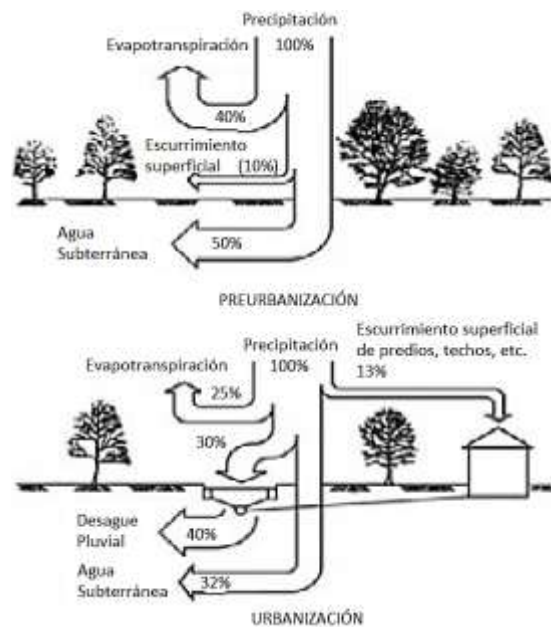 Precipitación
100%
Evapotranspiración
40%
Escurrimiento
superficial (10%)
Agua
Subterránea
50%
PREURBANIZACIÓN
Escurrimiento superficial
de predios, techos, etc.
13%
Precipitación
100%
Evapotranspiración
25%
30%
Desague
Pluvial
40%
Agua
Subterránea
32%
URBANIZACIÓN